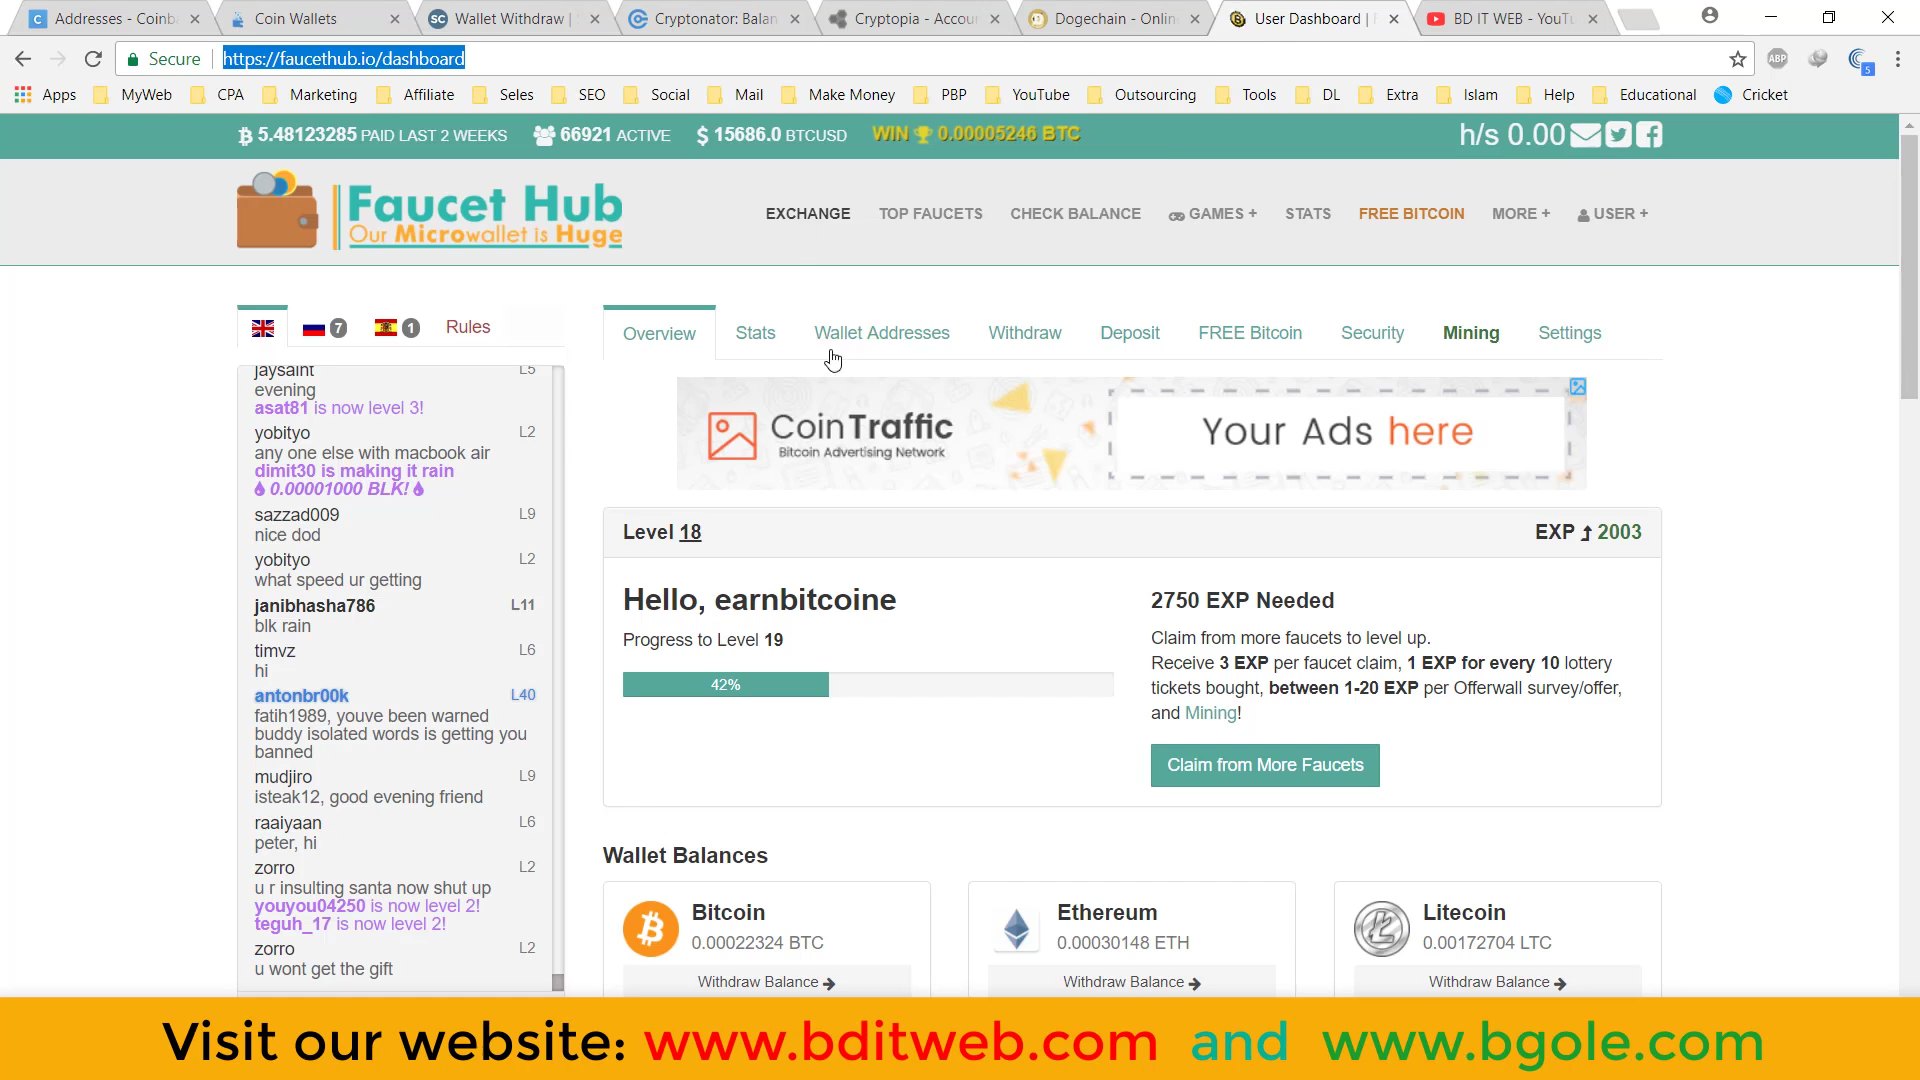 Addresses - Coinb
Coin Wallets
Wallet Withdraw |
Cryptonator: Balan
Cryptopia - Accou
Dogechain - Onlin
User Dashboard |
BD IT WEB - YouTu
Secure
https://faucethub.io/dashboard
ABP
5
Apps MyWeb CPA Marketing Affiliate Seles SEO Social Mail Make Money PBP YouTube Outsourcing Tools DL Extra Islam Help Educational Cricket
5.48123285 PAID LAST 2 WEEKS 66921 ACTIVE $ 15686.0 BTCUSD WIN 0.00005246 BTC h/s 0.00
Faucet Hub
Our Microwallet is Huge
EXCHANGE TOP FAUCETS CHECK BALANCE GAMES + STATS FREE BITCOIN MORE + USER +
7 1 Rules
jaysaint L5
evening
asat81 is now level 3!
yobityo L2
any one else with macbook air
dimit30 is making it rain
0.00001000 BLK!
sazzad009 L9
nice dod
yobityo L2
what speed ur getting
janibhasha786 L11
blk rain
timvz L6
hi
antonbr00k L40
fatih1989, youve been warned
buddy isolated words is getting you
banned
mudjiro L9
isteak12, good evening friend
raaiyaan L6
peter, hi
zorro L2
u r insulting santa now shut up
youyou04250 is now level 2!
teguh_17 is now level 2!
zorro L2
u wont get the gift
Overview Stats Wallet Addresses Withdraw Deposit FREE Bitcoin Security Mining Settings
CoinTraffic
Bitcoin Advertising Network
Your Ads here
Level 18 EXP 2003
Hello, earnbitcoine
Progress to Level 19
42%
2750 EXP Needed
Claim from more faucets to level up.
Receive 3 EXP per faucet claim, 1 EXP for every 10 lottery
tickets bought, between 1-20 EXP per Offerwall survey/offer,
and Mining!
Claim from More Faucets
Wallet Balances
Bitcoin
0.00022324 BTC
Withdraw Balance
Ethereum
0.00030148 ETH
Withdraw Balance
Litecoin
0.00172704 LTC
Withdraw Balance
Visit our website: www.bditweb.com and www.bgole.com